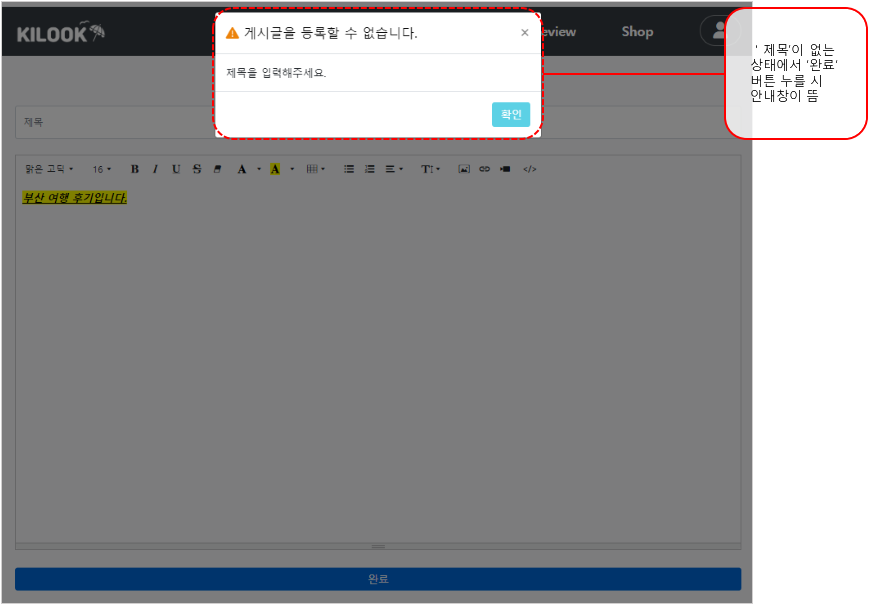 KILOOK
eview
Shop
게시글을 등록할 수 없습니다.
×
제목을 입력해주세요.
확인
' 제목'이 없는
상태에서 '완료'
버튼 누를 시
안내창이 뜸
제목
맑은 고딕
16
B I U S A A T </>
부산 여행 후기입니다.
완료